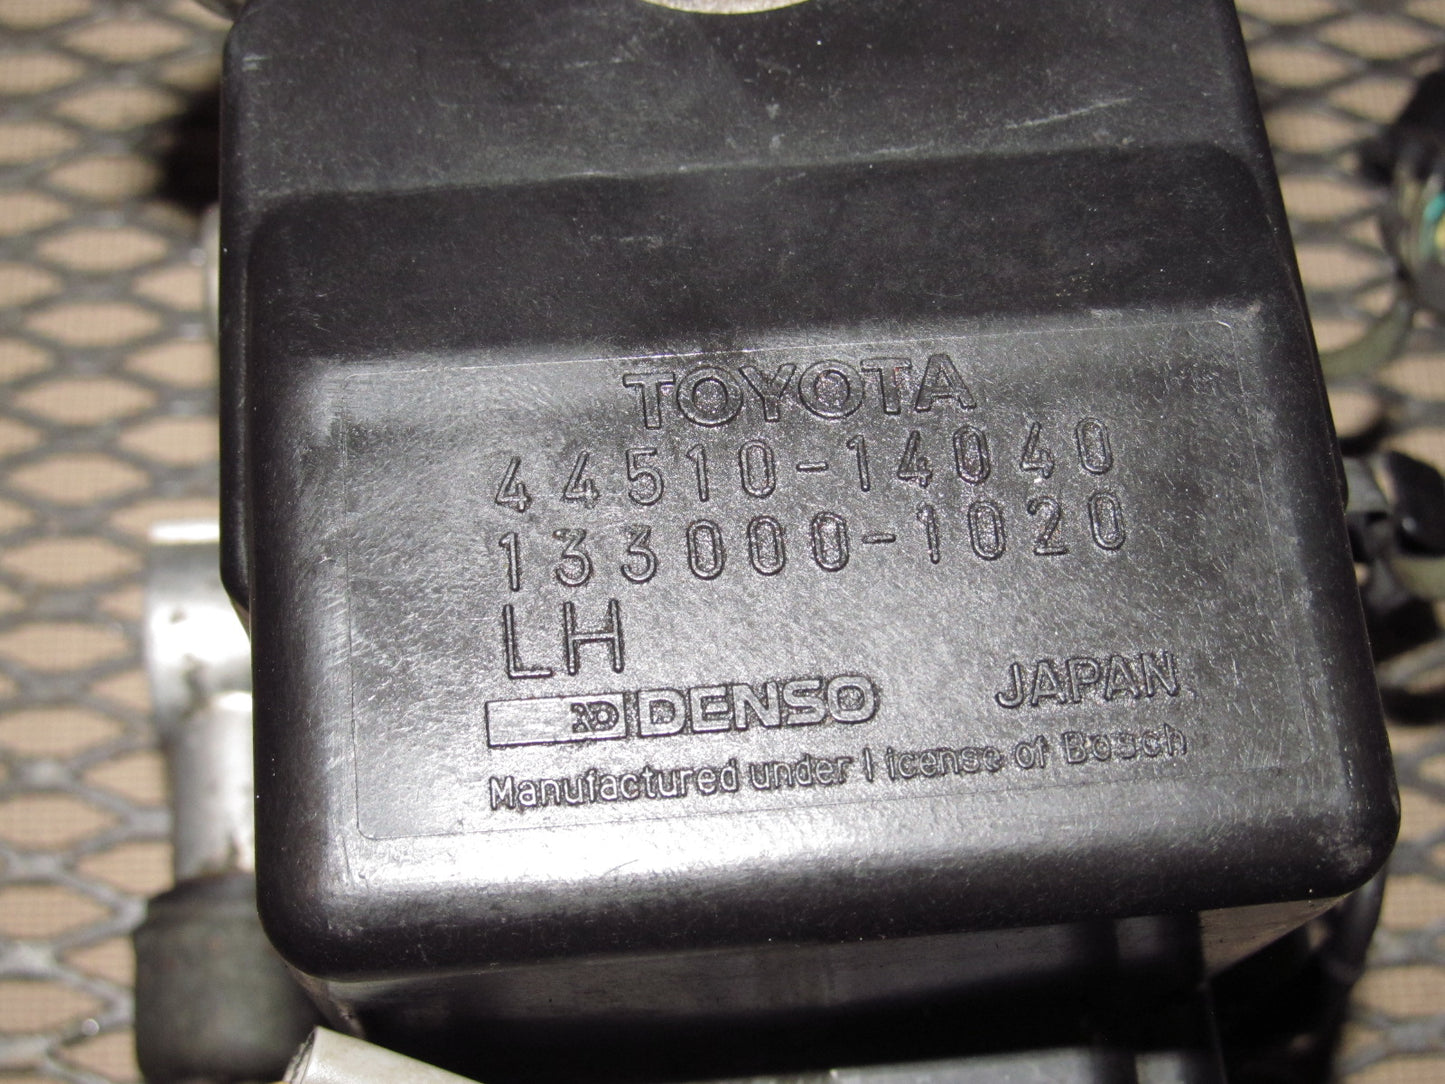 TOYOTA
44510-14040
133000-1020
LH
DENSO JAPAN
Manufactured under license of Bosch